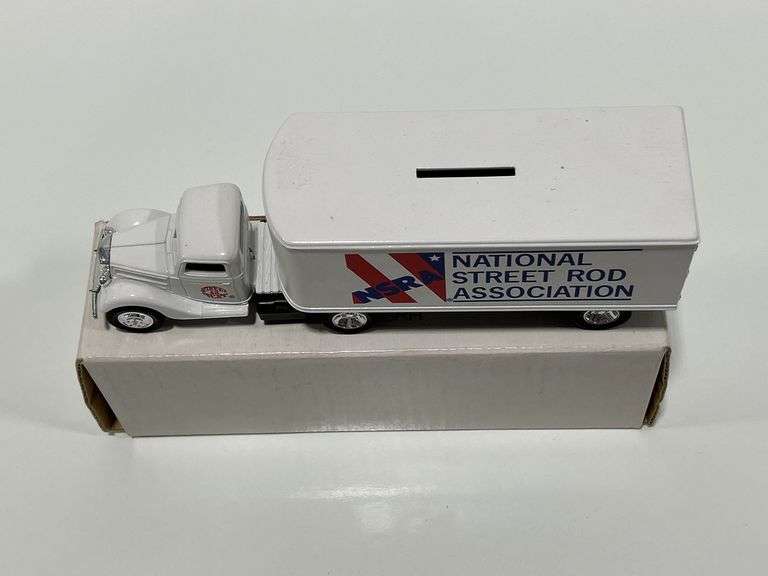 NSRA
NATIONAL
STREET ROD
ASSOCIATION